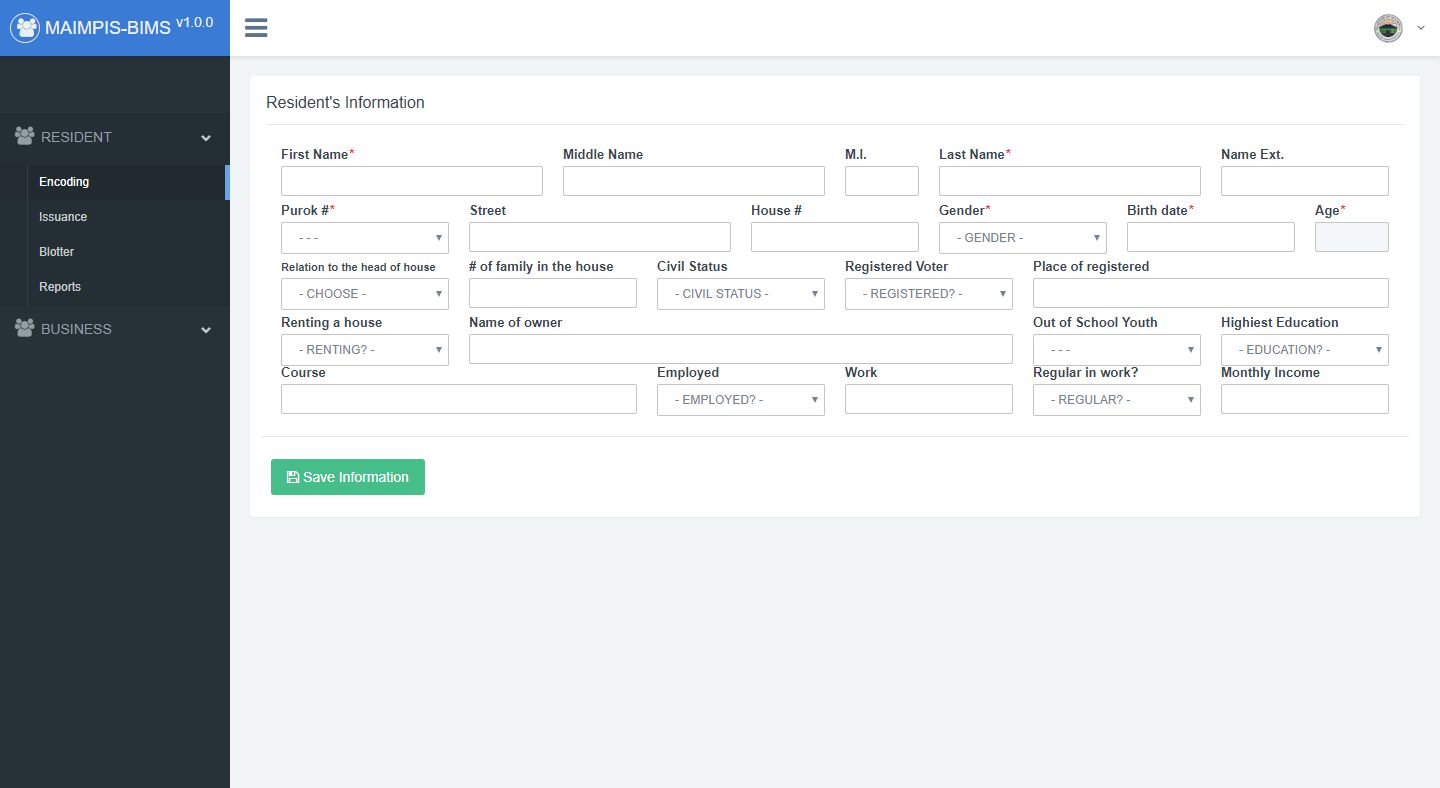 MAIMPIS-BIMS v1.0.0
RESIDENT
Encoding
Issuance
Blotter
Reports
BUSINESS
Resident's Information
First Name* Middle Name M.I. Last Name* Name Ext.
Purok #* Street House # Gender* Birth date* Age*
- - - - GENDER -
Relation to the head of house # of family in the house Civil Status Registered Voter Place of registered
- CHOOSE - - CIVIL STATUS - - REGISTERED? -
Renting a house Name of owner Out of School Youth Highiest Education
- RENTING? - - - - - EDUCATION? -
Course Employed Work Regular in work? Monthly Income
- EMPLOYED? - - REGULAR? -
Save Information